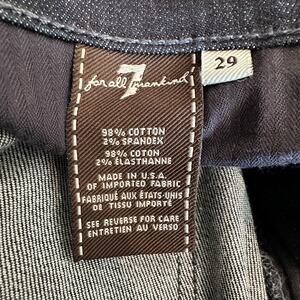 7
for all mankind
29
98% COTTON
2% SPANDEX
98% COTON
2% ÉLASTHANNE
MADE IN U.S.A.
OF IMPORTED FABRIC
FABRIQUÉ AUX ÉTATS-UNIS
DE TISSU IMPORTÉ
SEE REVERSE FOR CARE
ENTRETIEN AU VERSO